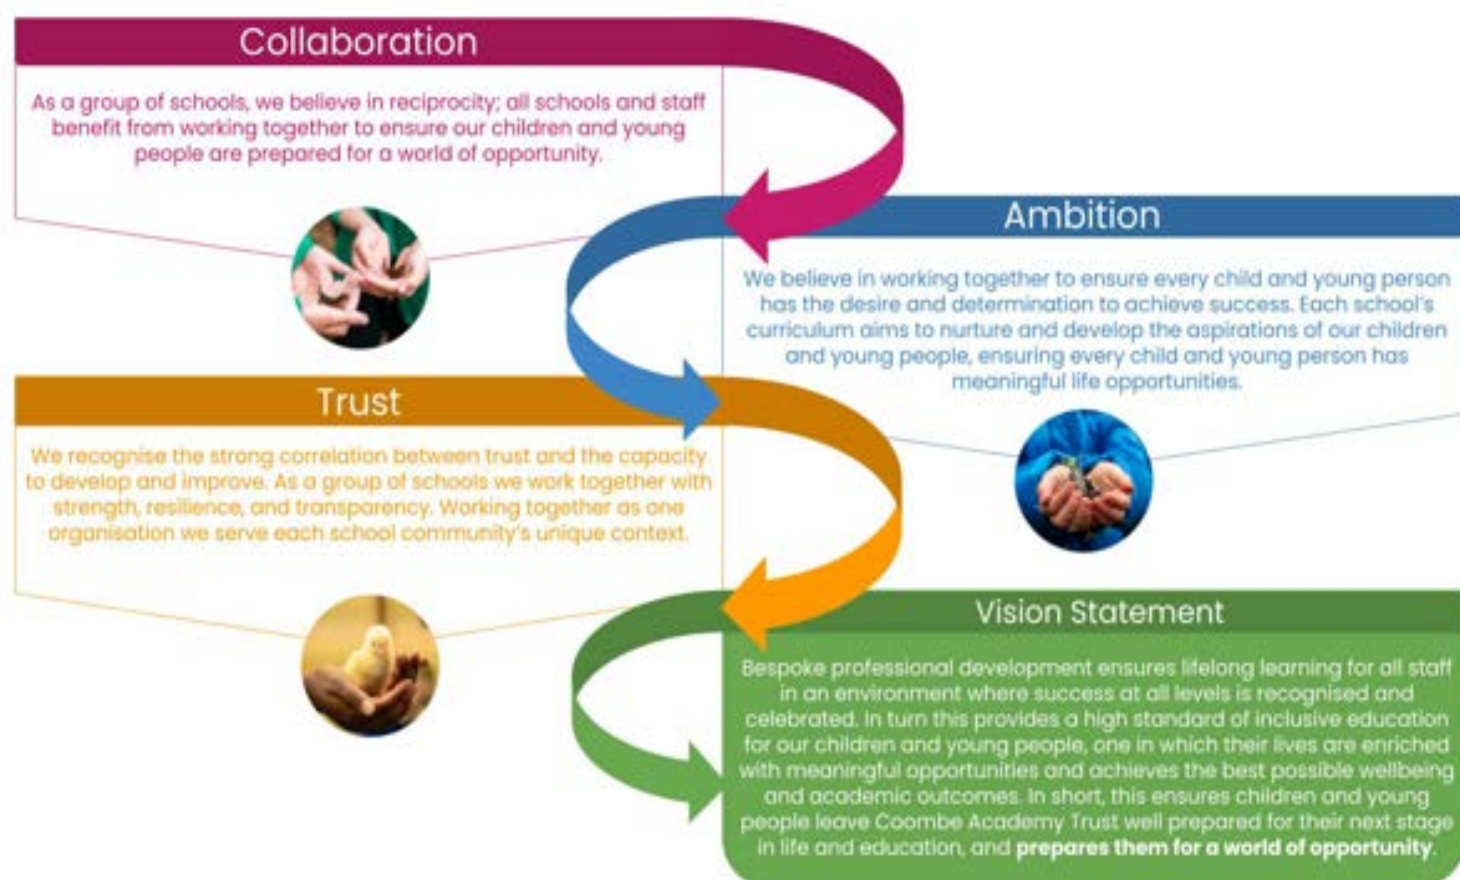 Collaboration
As a group of schools, we believe in reciprocity; all schools and staff
benefit from working together to ensure our children and young
people are prepared for a world of opportunity.
Ambition
We believe in working together to ensure every child and young person
has the desire and determination to achieve success. Each school's
curriculum aims to nurture and develop the aspirations of our children
and young people, ensuring every child and young person has
meaningful life opportunities.
Trust
We recognise the strong correlation between trust and the capacity
to develop and improve. As a group of schools we work together with
strength, resilience, and transparency. Working together as one
organisation we serve each school community's unique context.
Vision Statement
Bespoke professional development ensures lifelong learning for all staff
in an environment where success at all levels is recognised and
celebrated. In turn this provides a high standard of inclusive education
for our children and young people, one in which their lives are enriched
with meaningful opportunities and achieves the best possible wellbeing
and academic outcomes. In short, this ensures children and young
people leave Coombe Academy Trust well prepared for their next stage
in life and education, and prepares them for a world of opportunity.